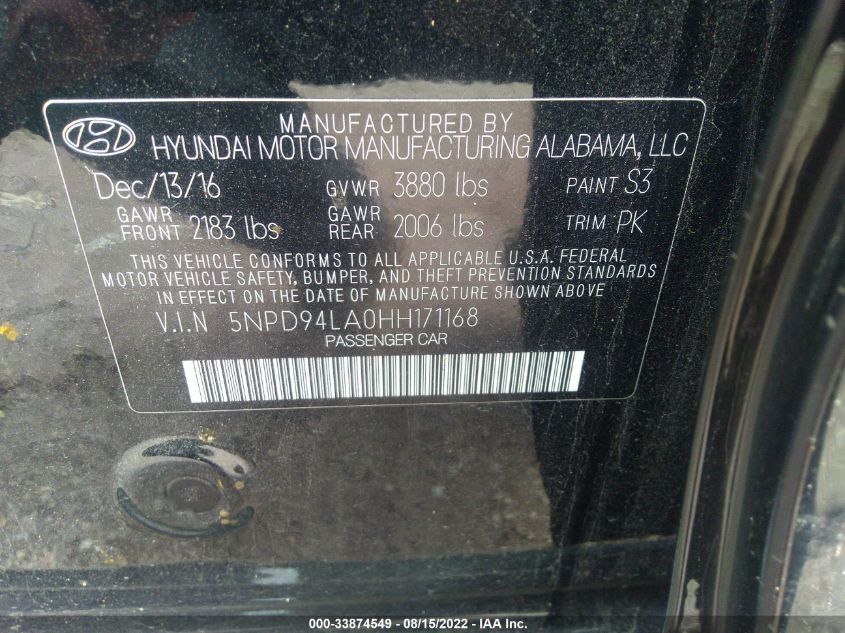 MANUFACTURED BY
HYUNDAI MOTOR MANUFACTURING ALABAMA, LLC
Dec/13/16 GVWR 3880 lbs PAINT S3
GAWR FRONT 2183 lbs GAWR REAR 2006 lbs TRIM PK
THIS VEHICLE CONFORMS TO ALL APPLICABLE U.S.A. FEDERAL
MOTOR VEHICLE SAFETY, BUMPER, AND THEFT PREVENTION STANDARDS
IN EFFECT ON THE DATE OF MANUFACTURE SHOWN ABOVE
V.I.N 5NPD94LA0HH171168
PASSENGER CAR
000-33874549 - 08/15/2022 - IAA Inc.